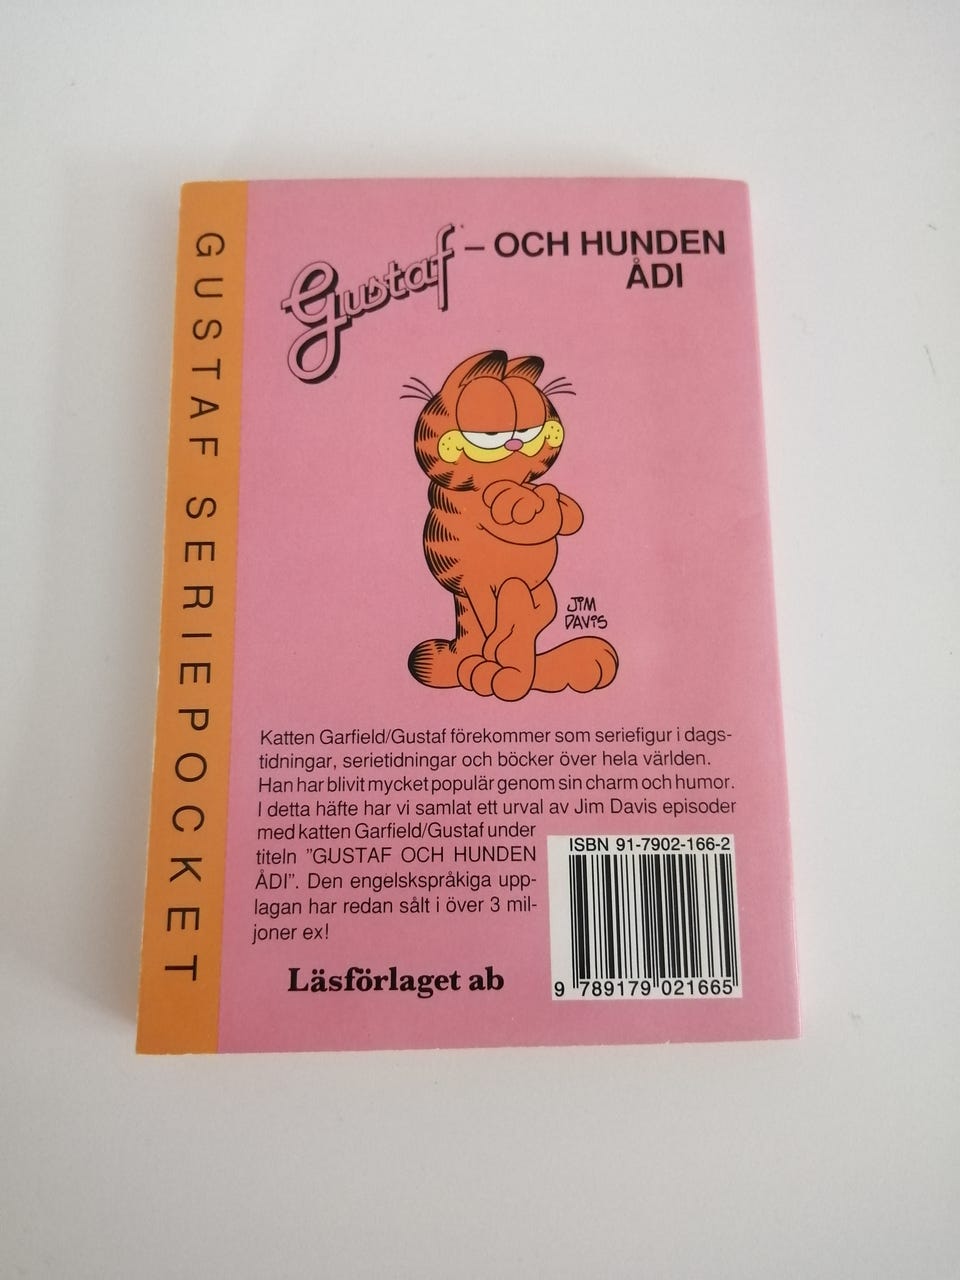 GUSTAF SERIEPOCKET
Gustaf – OCH HUNDEN
ÅDI
JIM
DAVIS
Katten Garfield/Gustaf förekommer som seriefigur i dags-
tidningar, serietidningar och böcker över hela världen.
Han har blivit mycket populär genom sin charm och humor.
I detta häfte har vi samlat ett urval av Jim Davis episoder
med katten Garfield/Gustaf under
titeln ”GUSTAF OCH HUNDEN
ÅDI”. Den engelskspråkiga upp-
lagan har redan sålt i över 3 mil-
joner ex!
Läsförlaget ab
ISBN 91-7902-166-2
9 789179 021665